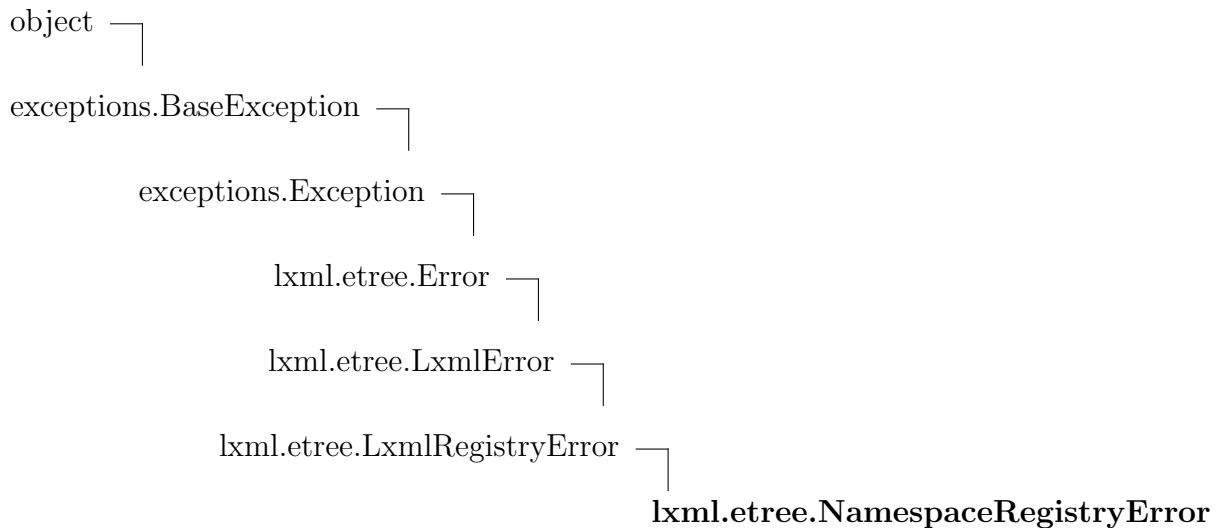 object
exceptions.BaseException
exceptions.Exception
lxml.etree.Error
lxml.etree.LxmlError
lxml.etree.LxmlRegistryError
lxml.etree.NamespaceRegistryError